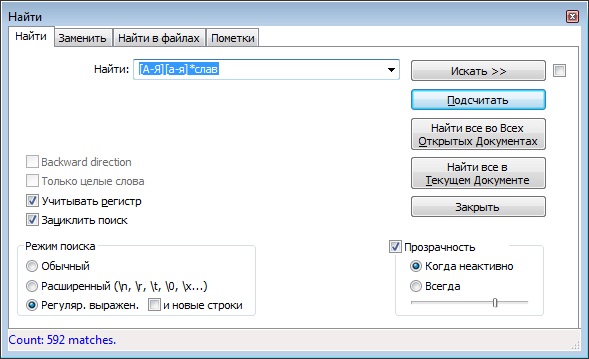 Найти
Найти Заменить Найти в файлах Пометки
Найти: [А-Я][а-я]*слав
Искать >>
Подсчитать
Найти все во Всех
Открытых Документах
Найти все в
Текущем Документе
Закрыть
Backward direction
Только целые слова
Учитывать регистр
Зациклить поиск
Режим поиска
Обычный
Расширенный (\n, \r, \t, \0, \x...)
Регуляр. выражен. и новые строки
Прозрачность
Когда неактивно
Всегда
Count: 592 matches.